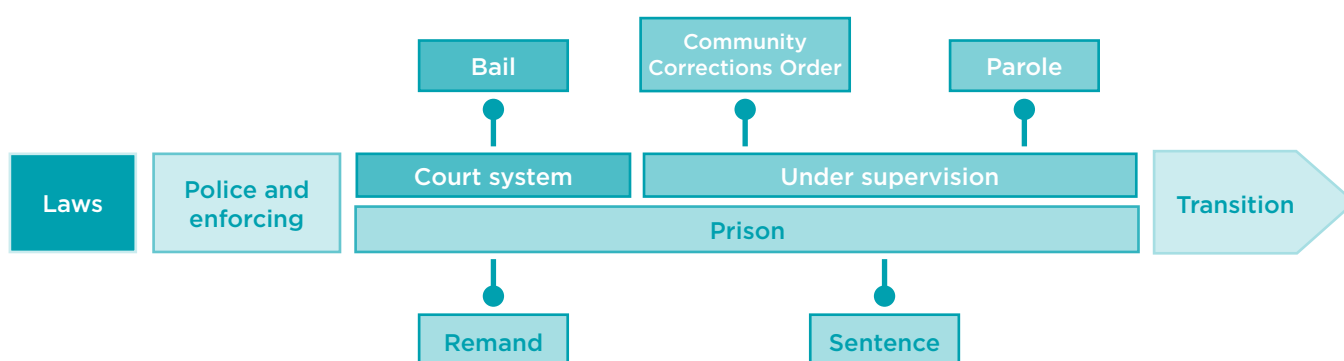 Bail
Community
Corrections Order
Parole
Laws
Police and
enforcing
Court system
Under supervision
Prison
Transition
Remand
Sentence